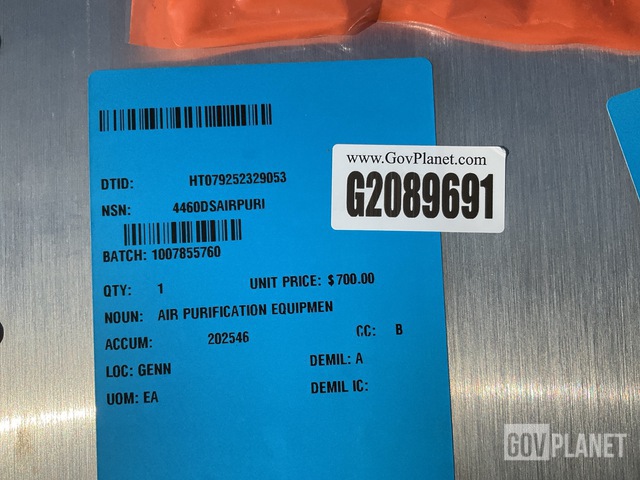 DTID: HT079252329053
NSN: 4460DSAIRPURI
BATCH: 1007855760
QTY: 1 UNIT PRICE: $700.00
NOUN: AIR PURIFICATION EQUIPMEN
ACCUM: 202546 CC: B
LOC: GENN DEMIL: A
UOM: EA DEMIL IC:
www.GovPlanet.com
G2089691
GOVPLANET